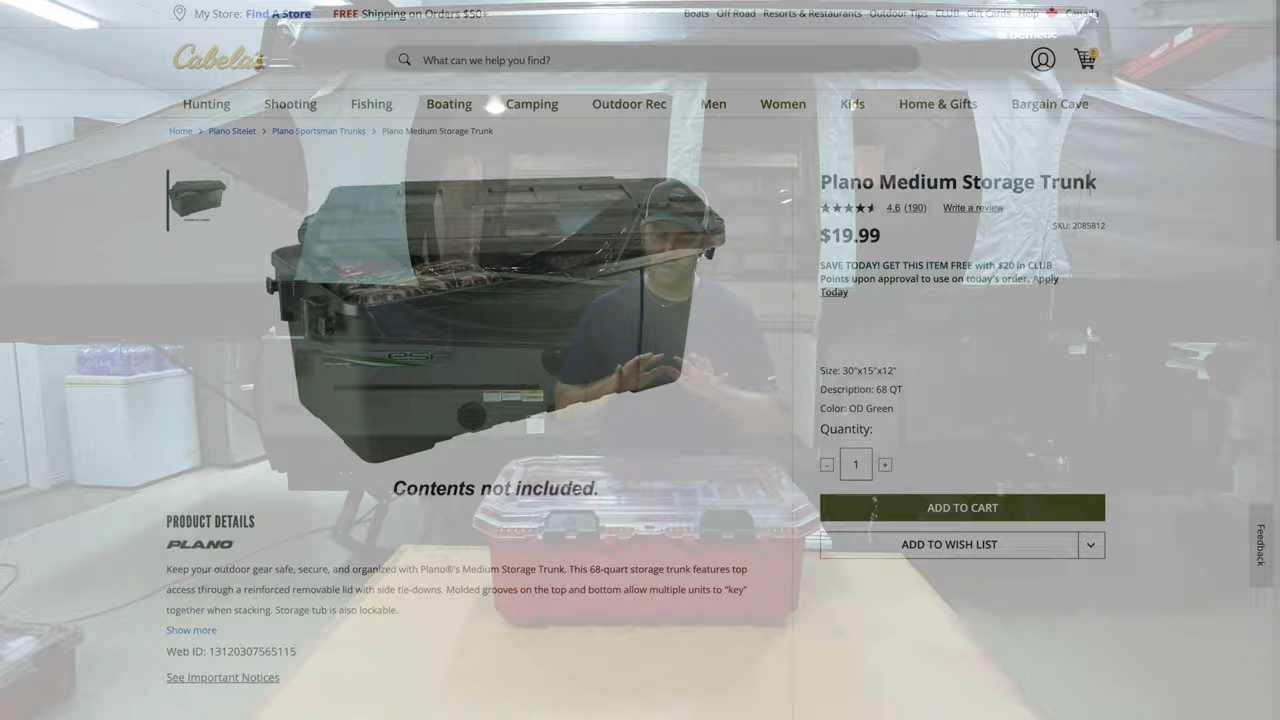 My Store: Find A Store
FREE Shipping on Orders $50+
Boats Off Road Resorts & Restaurants Outdoor Tips CLUB Gift Cards Help Canada
Dometic
Cabela's
What can we help you find?
0
Hunting Shooting Fishing Boating Camping Outdoor Rec Men Women Kids Home & Gifts Bargain Cave
Home > Plano Sitelet > Plano Sportsman Trunks > Plano Medium Storage Trunk
Plano Medium Storage Trunk
4.6 (190) Write a review
SKU: 2085812
$19.99
SAVE TODAY! GET THIS ITEM FREE with $20 in CLUB
Points upon approval to use on today's order. Apply
Today
Size: 30"x15"x12"
Description: 68 QT
Color: OD Green
Quantity:
- 1 +
ADD TO CART
ADD TO WISH LIST
Contents not included.
PRODUCT DETAILS
PLANO
Keep your outdoor gear safe, secure, and organized with Plano®'s Medium Storage Trunk. This 68-quart storage trunk features top
access through a reinforced removable lid with side tie-downs. Molded grooves on the top and bottom allow multiple units to "key"
together when stacking. Storage tub is also lockable.
Show more
Web ID: 13120307565115
See Important Notices
Feedback